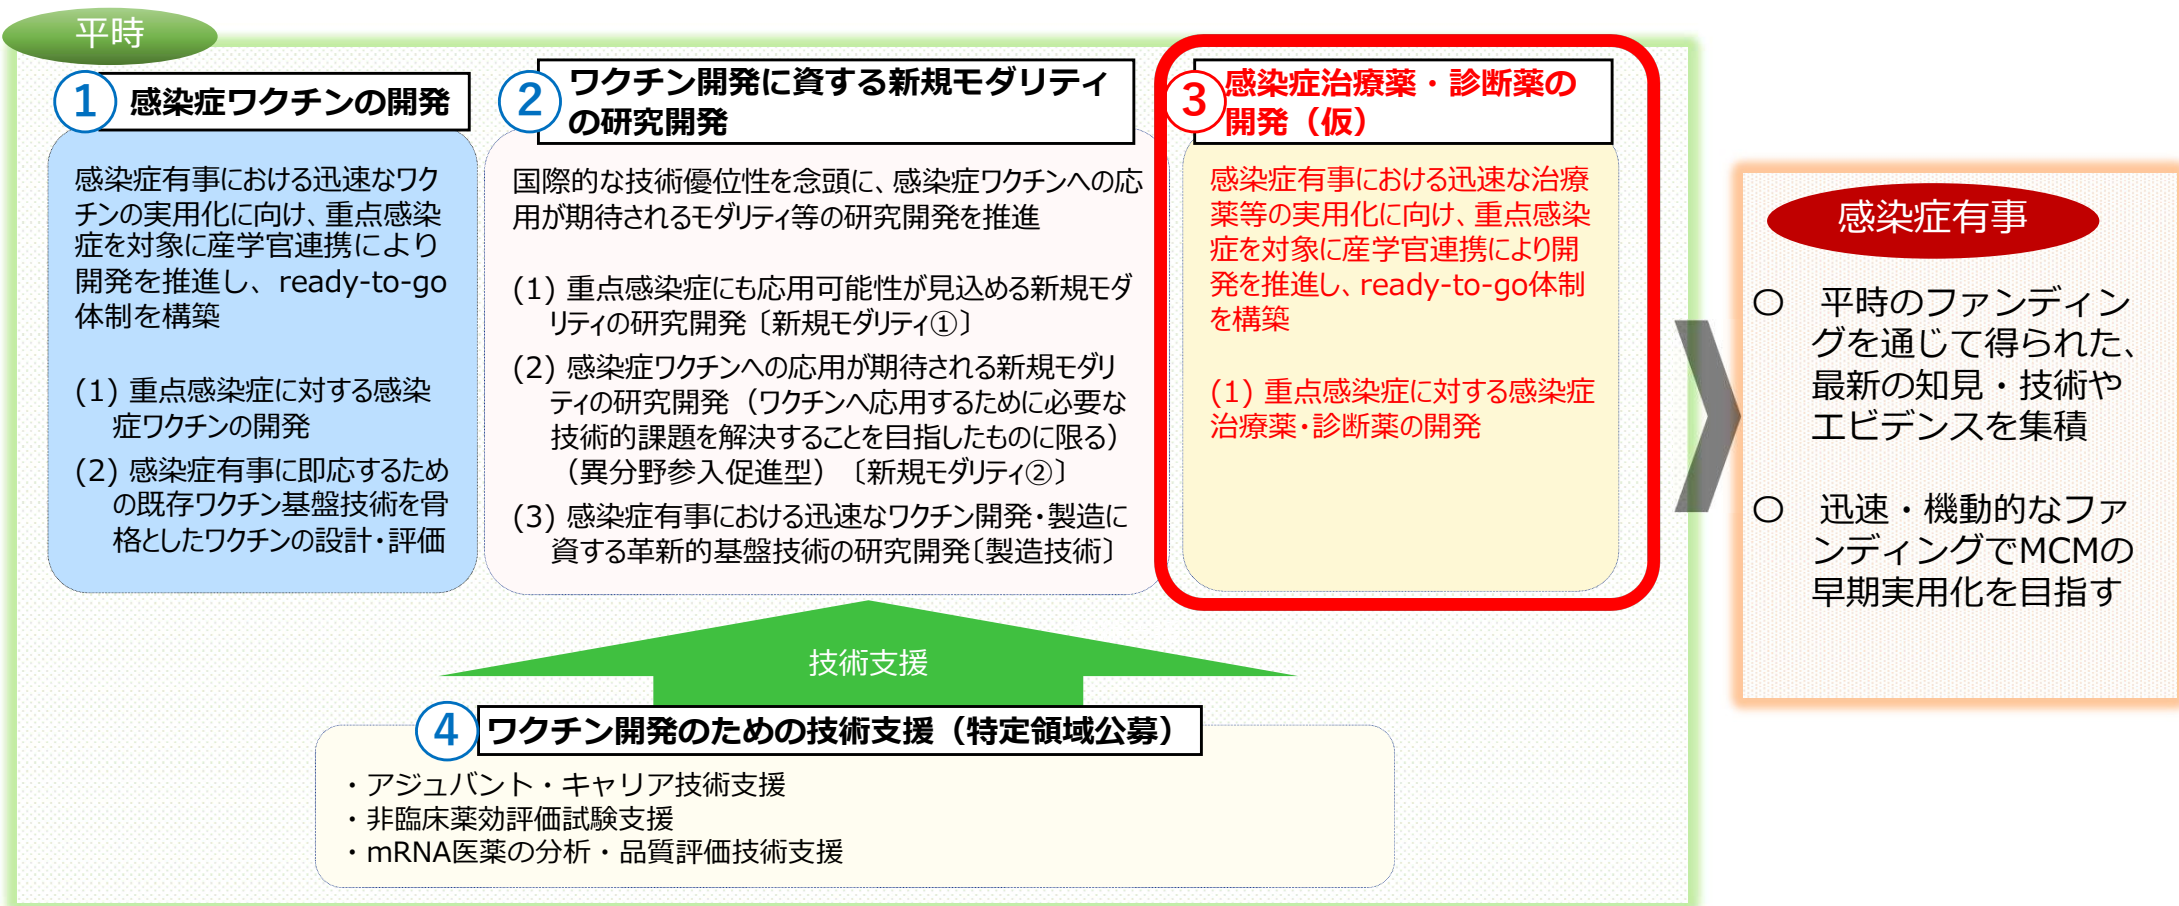 平時
① 感染症ワクチンの開発
感染症有事における迅速なワク
チンの実用化に向け、重点感染
症を対象に産学官連携により
開発を推進し、ready-to-go
体制を構築
(1) 重点感染症に対する感染
症ワクチンの開発
(2) 感染症有事に即応するため
の既存ワクチン基盤技術を骨
格としたワクチンの設計・評価
② ワクチン開発に資する新規モダリティ
の研究開発
国際的な技術優位性を念頭に、感染症ワクチンへの応
用が期待されるモダリティ等の研究開発を推進
(1) 重点感染症にも応用可能性が見込める新規モダ
リティの研究開発〔新規モダリティ①〕
(2) 感染症ワクチンへの応用が期待される新規モダリ
ティの研究開発（ワクチンへ応用するために必要な
技術的課題を解決することを目指したものに限る）
（異分野参入促進型）〔新規モダリティ②〕
(3) 感染症有事における迅速なワクチン開発・製造に
資する革新的基盤技術の研究開発〔製造技術〕
③ 感染症治療薬・診断薬の
開発（仮）
感染症有事における迅速な治療
薬等の実用化に向け、重点感染
症を対象に産学官連携により開
発を推進し、ready-to-go体制
を構築
(1) 重点感染症に対する感染症
治療薬・診断薬の開発
技術支援
④ ワクチン開発のための技術支援（特定領域公募）
・アジュバント・キャリア技術支援
・非臨床薬効評価試験支援
・mRNA医薬の分析・品質評価技術支援
感染症有事
〇 平時のファンディン
グを通じて得られた、
最新の知見・技術や
エビデンスを集積
〇 迅速・機動的なファ
ンディングでMCMの
早期実用化を目指す